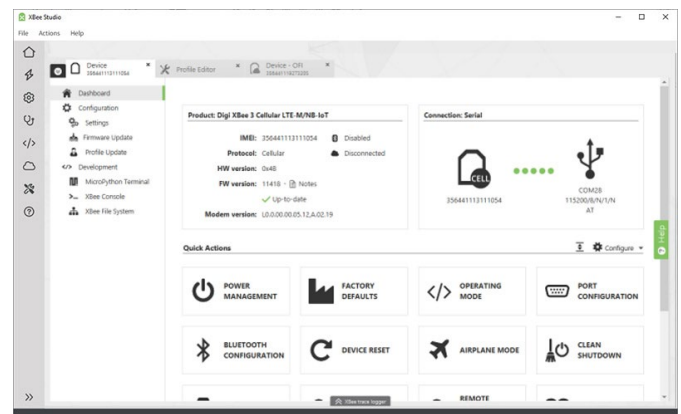 XBee Studio
File Actions Help
Device
356441113111054
Profile Editor
Device - OFI
Dashboard
Configuration
Settings
Firmware Update
Profile Update
Development
MicroPython Terminal
XBee Console
XBee File System
Product: Digi XBee 3 Cellular LTE-M/NB-IoT
IMEI: 356441113111054 Disabled
Protocol: Cellular Disconnected
HW version: 0x4B
FW version: 11418 - Notes
Up-to-date
Modem version: L0.0.00.00.05.12,A.02.19
Connection: Serial
CELL
356441113111054
COM28
115200/8/N/1/N
AT
Help
Quick Actions
Configure
POWER
MANAGEMENT
FACTORY
DEFAULTS
OPERATING
MODE
PORT
CONFIGURATION
BLUETOOTH
CONFIGURATION
DEVICE RESET
AIRPLANE MODE
CLEAN
SHUTDOWN
REMOTE
XBee trace logger